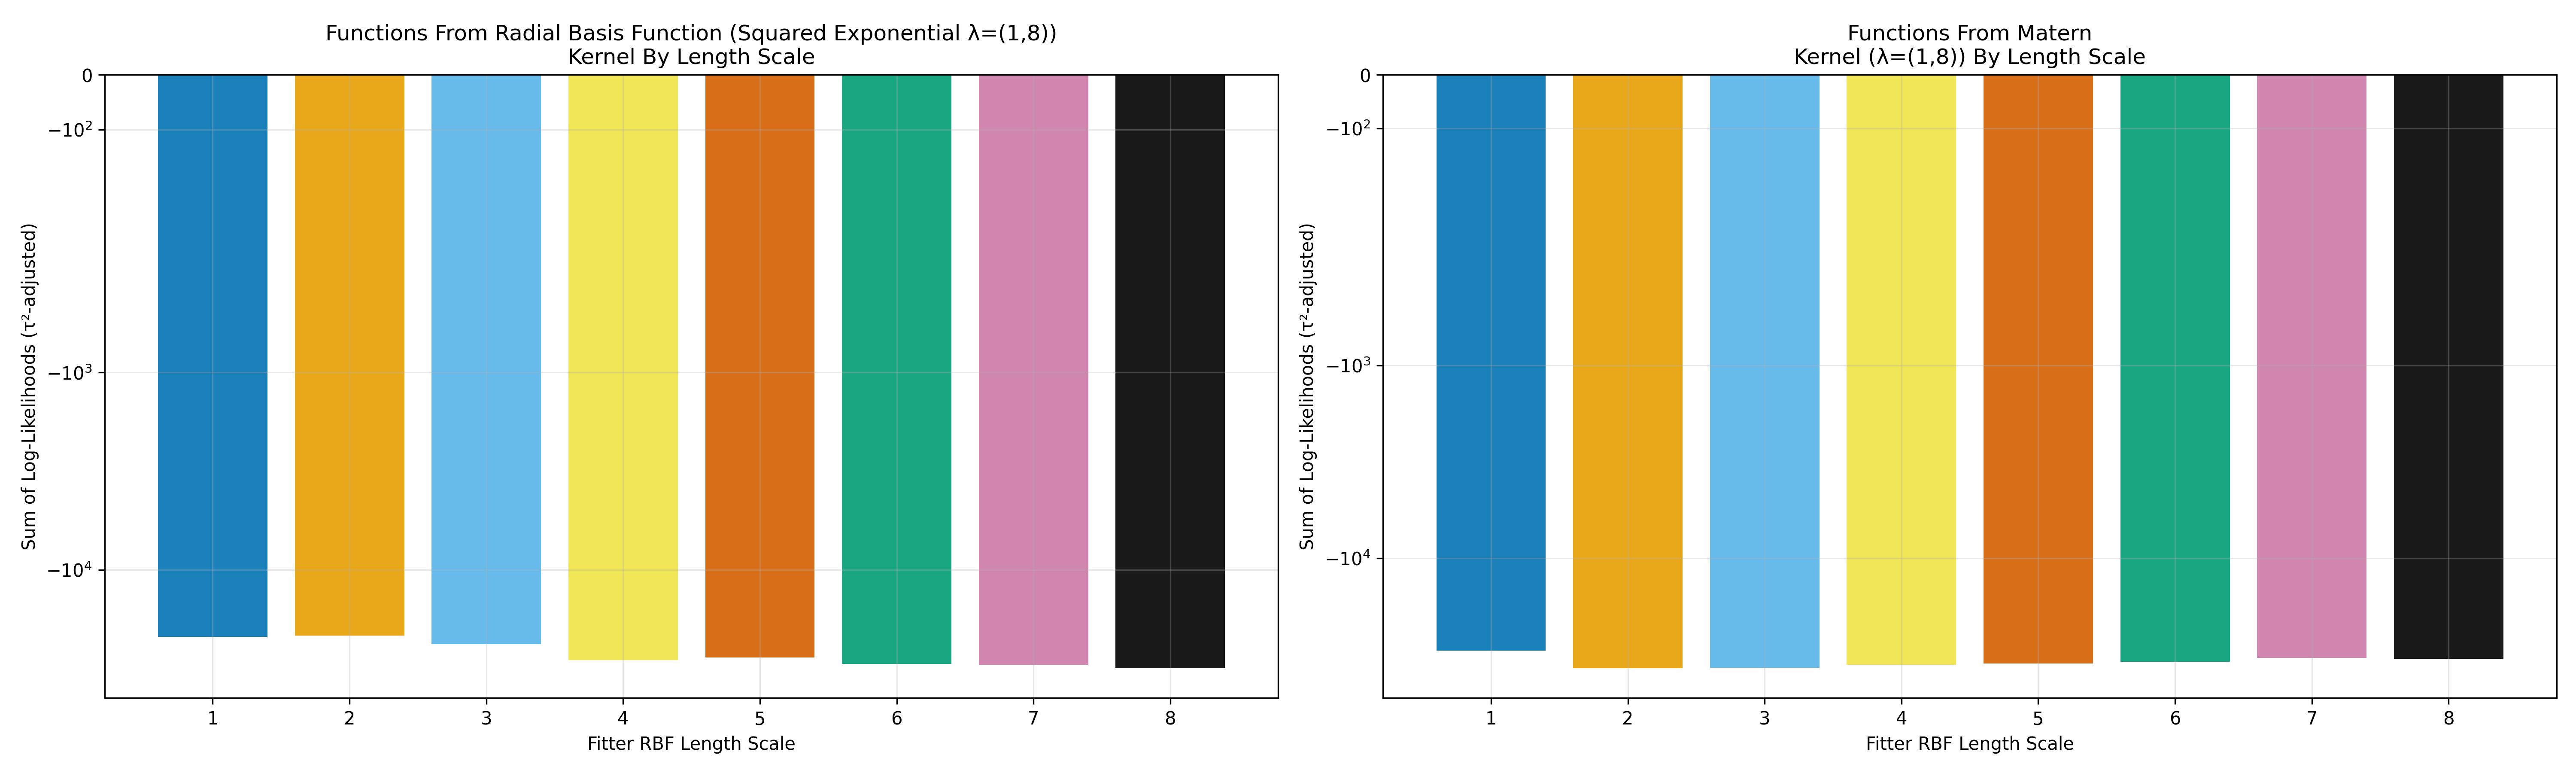 Functions From Radial Basis Function (Squared Exponential λ=(1,8))
Kernel By Length Scale
0
−10²
−10³
−10⁴
Sum of Log-Likelihoods (τ²-adjusted)
1 2 3 4 5 6 7 8
Fitter RBF Length Scale
Functions From Matern
Kernel (λ=(1,8)) By Length Scale
0
−10²
−10³
−10⁴
Sum of Log-Likelihoods (τ²-adjusted)
1 2 3 4 5 6 7 8
Fitter RBF Length Scale